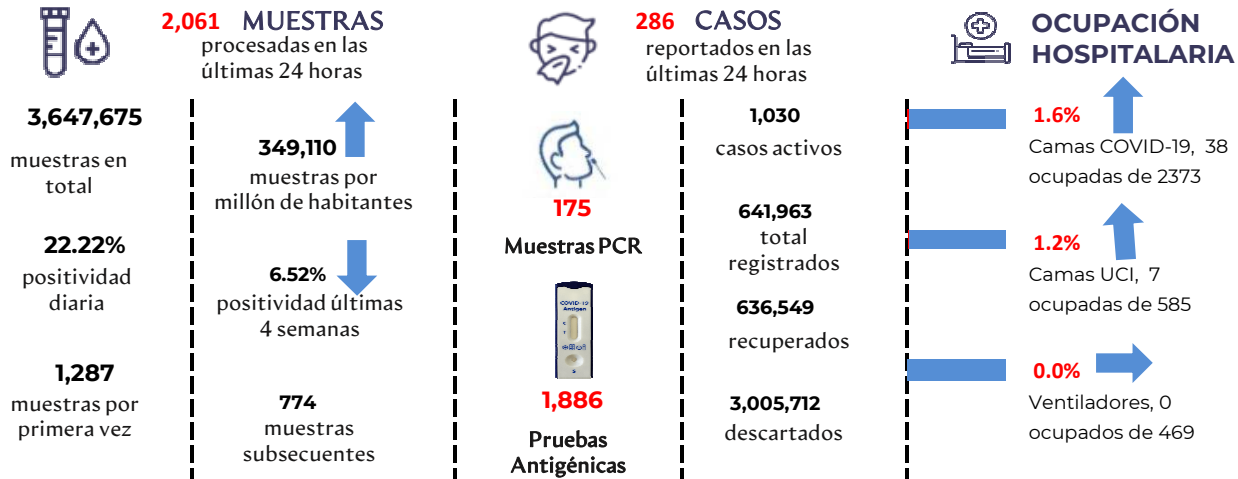 2,061 MUESTRAS
procesadas en las
últimas 24 horas
3,647,675
muestras en
total
22.22%
positividad
diaria
1,287
muestras por
primera vez
349,110
muestras por
millón de habitantes
6.52%
positividad últimas
4 semanas
774
muestras
subsecuentes
286 CASOS
reportados en las
últimas 24 horas
175
Muestras PCR
COVID-19
Antigen
C
T
S
1,886
Pruebas
Antigénicas
1,030
casos activos
641,963
total
registrados
636,549
recuperados
3,005,712
descartados
OCUPACIÓN
HOSPITALARIA
1.6%
Camas COVID-19, 38
ocupadas de 2373
1.2%
Camas UCI, 7
ocupadas de 585
0.0%
Ventiladores, 0
ocupados de 469